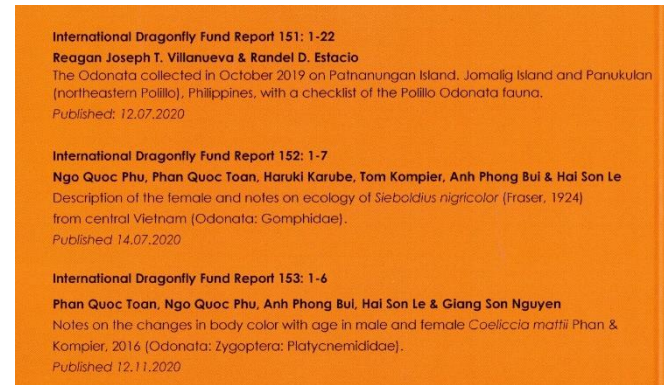 International Dragonfly Fund Report 151: 1-22
Reagan Joseph T. Villanueva & Randel D. Estacio
The Odonata collected in October 2019 on Patnanungan Island. Jomalig Island and Panukulan
(northeastern Polillo), Philippines, with a checklist of the Polillo Odonata fauna.
Published: 12.07.2020
International Dragonfly Fund Report 152: 1-7
Ngo Quoc Phu, Phan Quoc Toan, Haruki Karube, Tom Kompier, Anh Phong Bui & Hai Son Le
Description of the female and notes on ecology of Sieboldius nigricolor (Fraser, 1924)
from central Vietnam (Odonata: Gomphidae).
Published 14.07.2020
International Dragonfly Fund Report 153: 1-6
Phan Quoc Toan, Ngo Quoc Phu, Anh Phong Bui, Hai Son Le & Giang Son Nguyen
Notes on the changes in body color with age in male and female Coeliccia mattii Phan &
Kompier, 2016 (Odonata: Zygoptera: Platycnemididae).
Published 12.11.2020